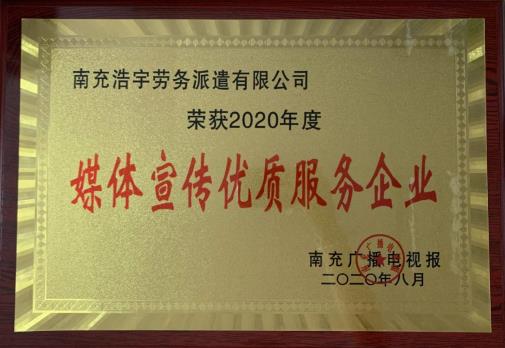 南充浩宇劳务派遣有限公司
荣获2020年度
媒体宣传优质服务企业
南充广播电视报
二〇二〇年八月